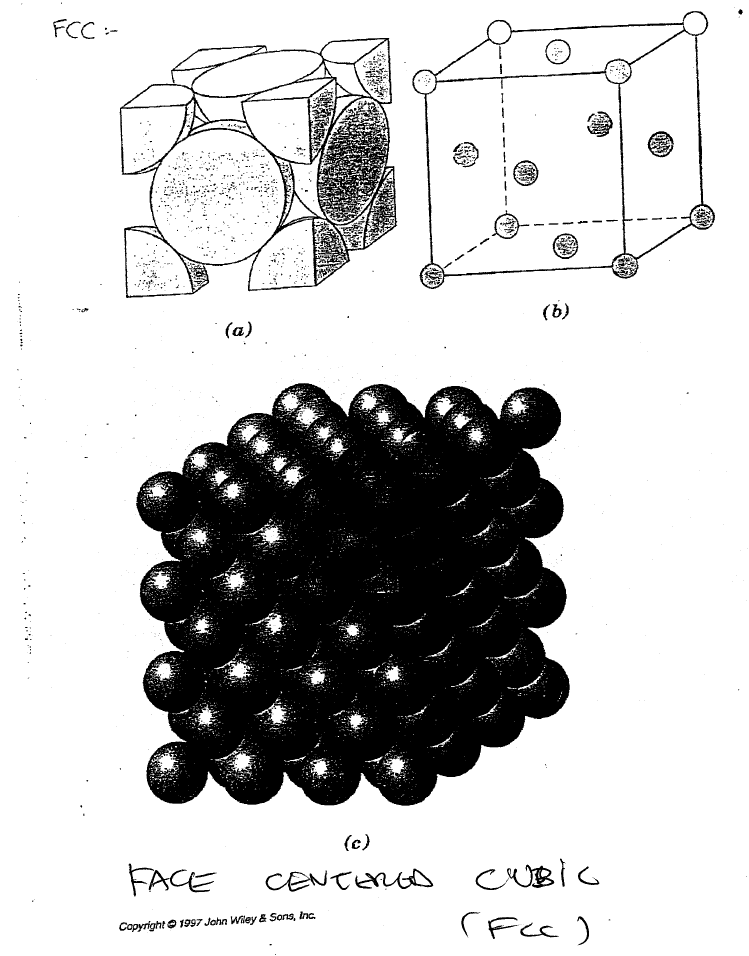 FCC :-
(a)
(b)
(c)
FACE CENTERED CUBIC
Copyright © 1997 John Wiley & Sons, Inc.
(FCC)